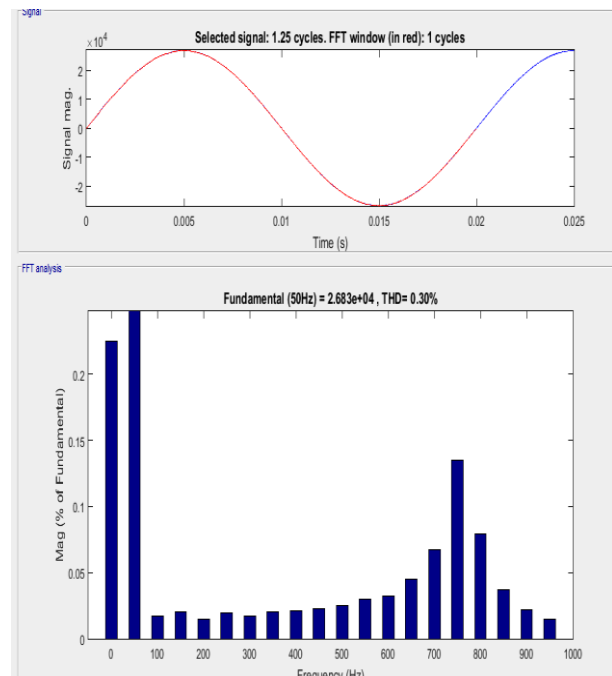 Signal
Selected signal: 1.25 cycles. FFT window (in red): 1 cycles
×10⁴
2
1
0
-1
-2
Signal mag.
0 0.005 0.01 0.015 0.02 0.025
Time (s)
FFT analysis
Fundamental (50Hz) = 2.683e+04 , THD= 0.30%
0.2
0.15
0.1
0.05
0
Mag (% of Fundamental)
0 100 200 300 400 500 600 700 800 900 1000
Frequency (Hz)